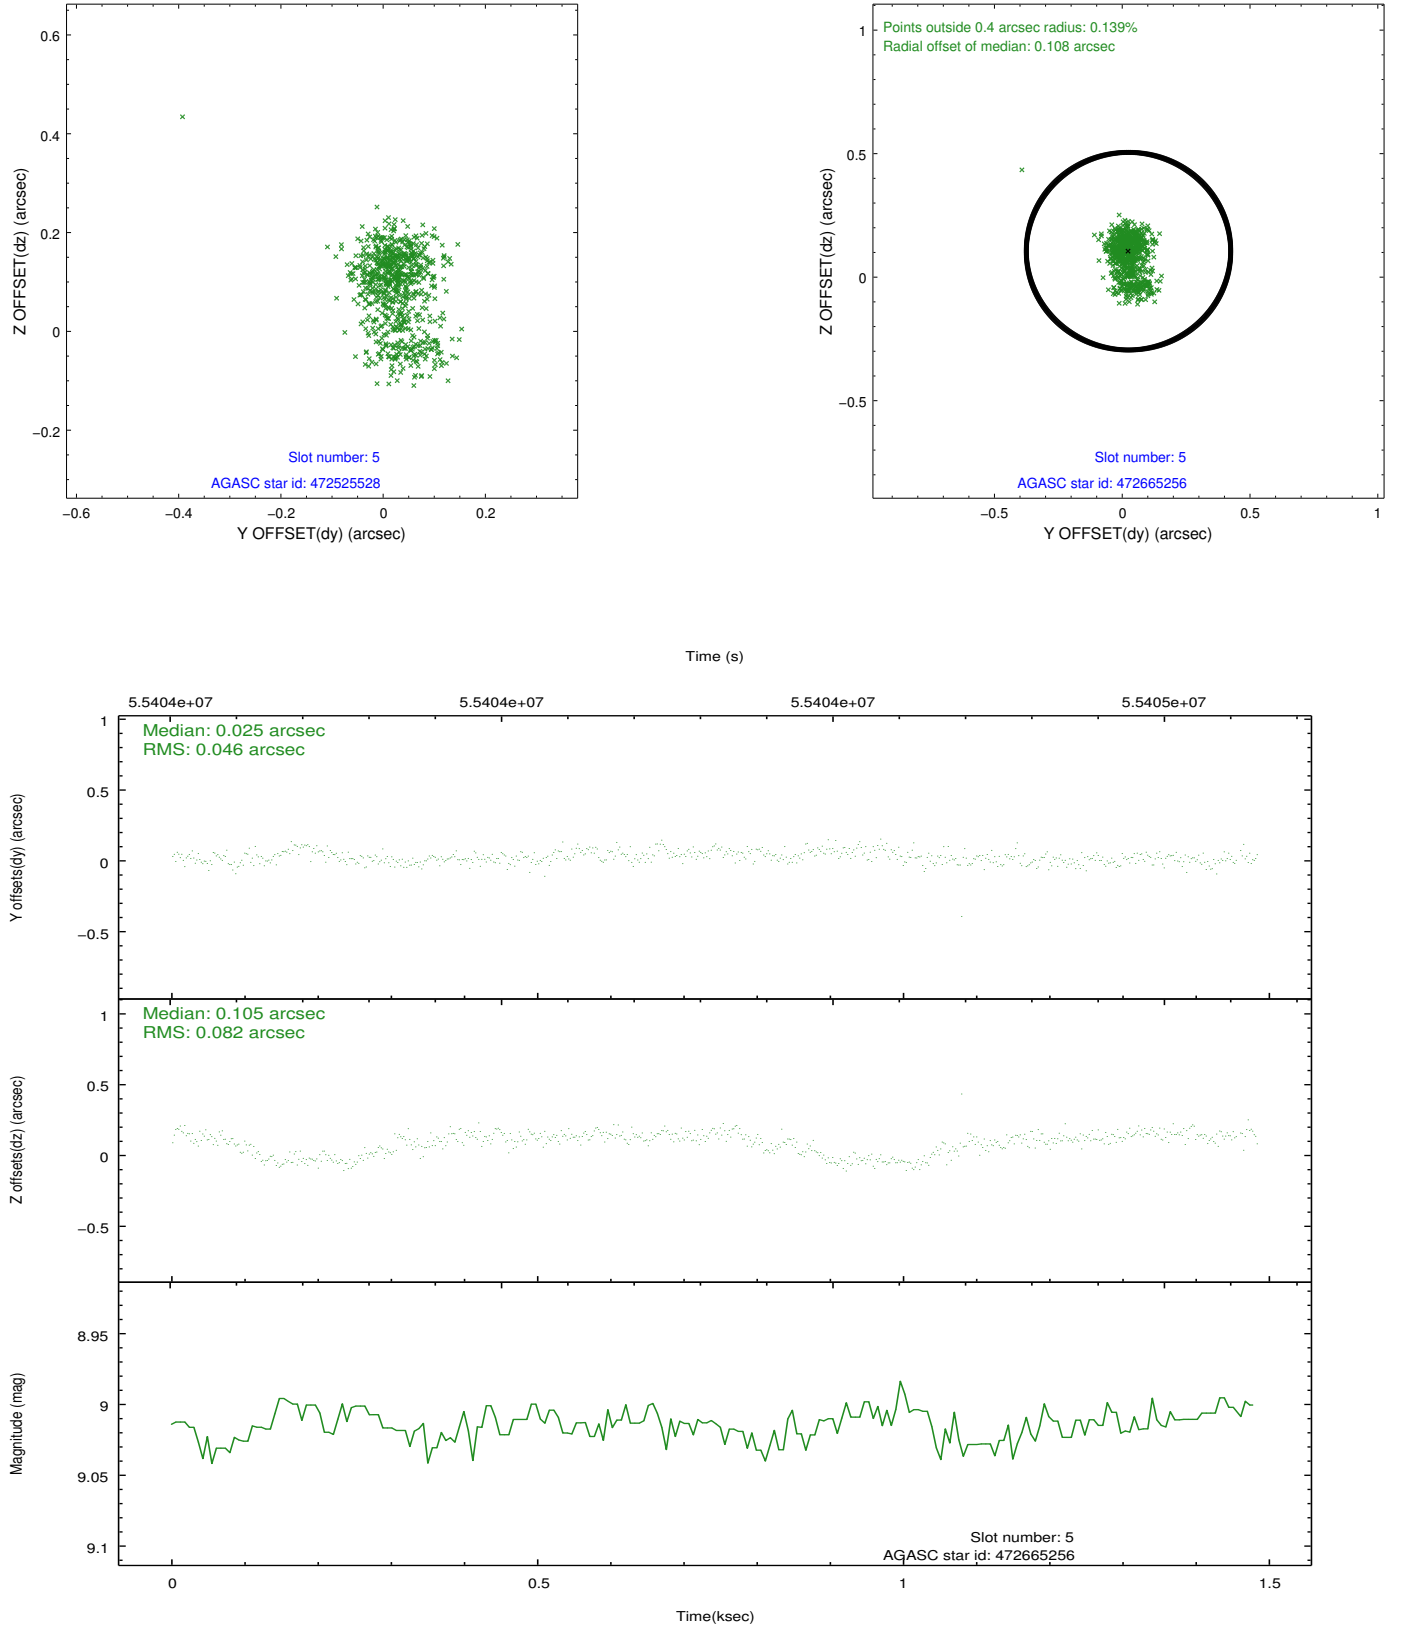 0.6
0.4
0.2
0
−0.2
Z OFFSET(dz) (arcsec)
Slot number: 5
AGASC star id: 472525528
−0.6 −0.4 −0.2 0 0.2
Y OFFSET(dy) (arcsec)
Points outside 0.4 arcsec radius: 0.139%
Radial offset of median: 0.108 arcsec
1
0.5
0
−0.5
Z OFFSET(dz) (arcsec)
Slot number: 5
AGASC star id: 472665256
−0.5 0 0.5 1
Y OFFSET(dy) (arcsec)
Time (s)
5.5404e+07 5.5404e+07 5.5404e+07 5.5405e+07
Median: 0.025 arcsec
RMS: 0.046 arcsec
1
0.5
0
−0.5
Y offsets(dy) (arcsec)
Median: 0.105 arcsec
RMS: 0.082 arcsec
1
0.5
0
−0.5
Z offsets(dz) (arcsec)
8.95
9
9.05
9.1
Magnitude (mag)
Slot number: 5
AGASC star id: 472665256
0 0.5 1 1.5
Time(ksec)